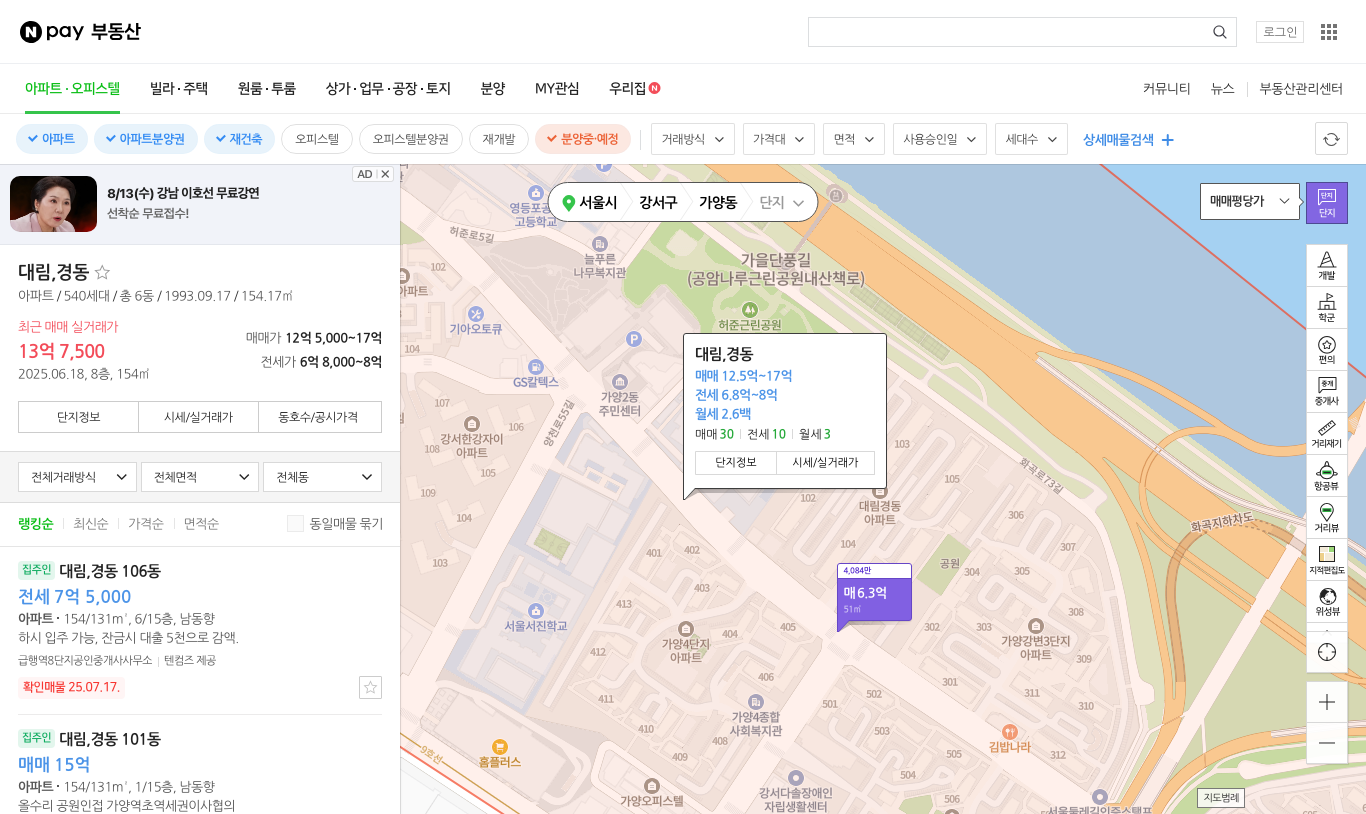 N pay 부동산
로그인
아파트·오피스텔 빌라·주택 원룸·투룸 상가·업무·공장·토지 분양 MY관심 우리집 N
커뮤니티 뉴스 부동산관리센터
아파트 아파트분양권 재건축 오피스텔 오피스텔분양권 재개발 분양중·예정 거래방식 가격대 면적 사용승인일 세대수 상세매물검색
AD
8/13(수) 강남 이호선 무료강연
선착순 무료접수!
대림,경동
아파트 / 540세대 / 총 6동 / 1993.09.17 / 154.17㎡
최근 매매 실거래가
13억 7,500
2025.06.18, 8층, 154㎡
매매가 12억 5,000~17억
전세가 6억 8,000~8억
단지정보 시세/실거래가 동호수/공시가격
전체거래방식 전체면적 전체동
랭킹순 최신순 가격순 면적순 동일매물 묶기
집주인 대림,경동 106동
전세 7억 5,000
아파트 · 154/131㎡, 6/15층, 남동향
하시 입주 가능, 잔금시 대출 5천으로 감액.
급행역8단지공인중개사사무소 텐컴즈 제공
확인매물 25.07.17.
집주인 대림,경동 101동
매매 15억
아파트 · 154/131㎡, 1/15층, 남동향
올수리 공원인접 가양역초역세권이사협의
서울시 강서구 가양동 단지
매매평당가
단지
단지
개발
학군
편의
중개
중개사
거리재기
항공뷰
거리뷰
지적편집도
위성뷰
지도범례
영등포공
고등학교
허준로5길
늘푸른
나무복지관
가을단풍길
(공암나루근린공원내산책로)
102
아파트
101
103
104
기아오토큐
허준근린공원
P
GS칼텍스
가양2동
주민센터
양천로55길
강서한강자이
아파트
108
105
109
104
103
대림,경동
매매 12.5억~17억
전세 6.8억~8억
월세 2.6백
매매 30 전세 10 월세 3
단지정보 시세/실거래가
102
103
105
대림경동
아파트
화곡로73길
화곡지하차도
306
307
401
402
403
공원
304
305
4,084만
매 6.3억
51㎡
서울서진학교
413
412
411
가양4단지
아파트
404
405
302
303
가양강변3단지
아파트
308
301
311
310
309
501
502
503
410
409
408
가양4종합
사회복지관
김밥나라
504
505
9호선
홈플러스
가양오피스텔
강서다솔장애인
자립생활센터
서울둘레길인증스탬프